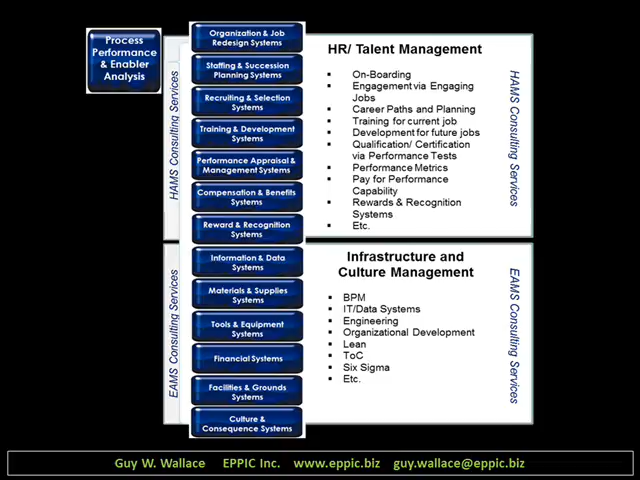 Process
Performance
& Enabler
Analysis
HAMS Consulting Services
Organization & Job
Redesign Systems
Staffing & Succession
Planning Systems
Recruiting & Selection
Systems
Training & Development
Systems
Performance Appraisal &
Management Systems
Compensation & Benefits
Systems
Reward & Recognition
Systems
HR/ Talent Management
▪ On-Boarding
▪ Engagement via Engaging
Jobs
▪ Career Paths and Planning
▪ Training for current job
▪ Development for future jobs
▪ Qualification/ Certification
via Performance Tests
▪ Performance Metrics
▪ Pay for Performance
Capability
▪ Rewards & Recognition
Systems
▪ Etc.
HAMS Consulting Services
EAMS Consulting Services
Information & Data
Systems
Materials & Supplies
Systems
Tools & Equipment
Systems
Financial Systems
Facilities & Grounds
Systems
Culture &
Consequence Systems
Infrastructure and
Culture Management
▪ BPM
▪ IT/Data Systems
▪ Engineering
▪ Organizational Development
▪ Lean
▪ ToC
▪ Six Sigma
▪ Etc.
EAMS Consulting Services
Guy W. Wallace EPPIC Inc. www.eppic.biz guy.wallace@eppic.biz